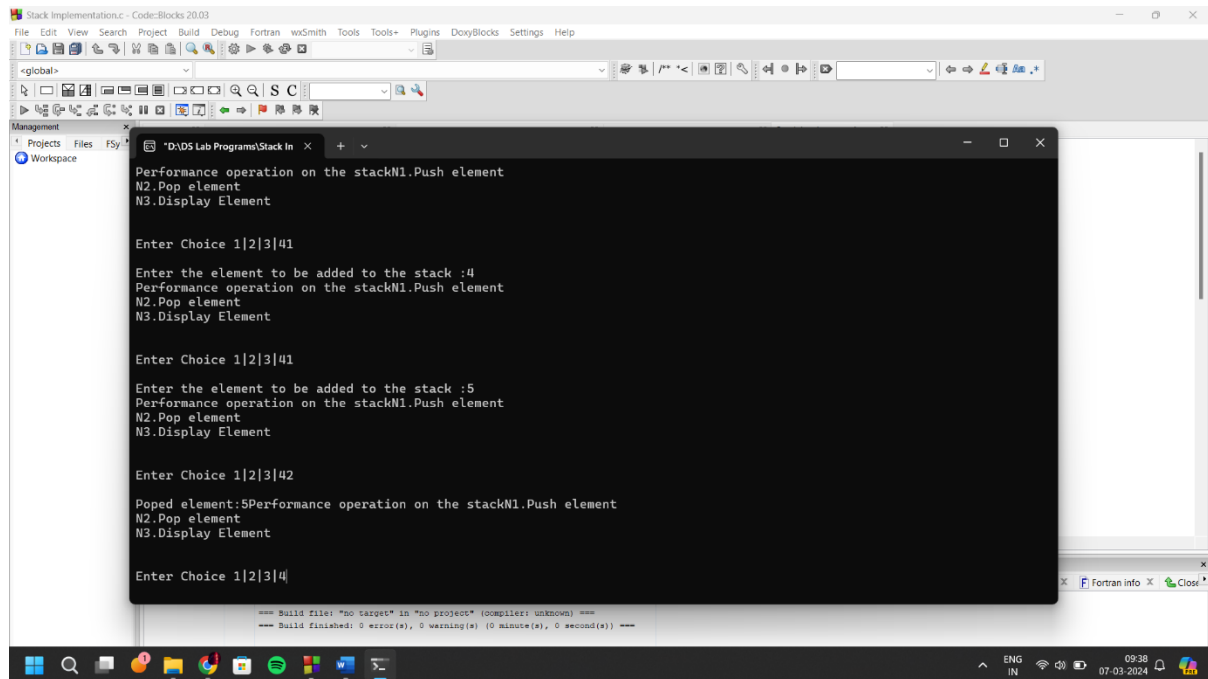 Stack Implementation.c - Code::Blocks 20.03
File Edit View Search Project Build Debug Fortran wxSmith Tools Tools+ Plugins DoxyBlocks Settings Help
<global>
S C
Management
Projects Files FSy
Workspace
"D:\DS Lab Programs\Stack In
Performance operation on the stackN1.Push element
N2.Pop element
N3.Display Element
Enter Choice 1|2|3|41
Enter the element to be added to the stack :4
Performance operation on the stackN1.Push element
N2.Pop element
N3.Display Element
Enter Choice 1|2|3|41
Enter the element to be added to the stack :5
Performance operation on the stackN1.Push element
N2.Pop element
N3.Display Element
Enter Choice 1|2|3|42
Poped element:5Performance operation on the stackN1.Push element
N2.Pop element
N3.Display Element
Enter Choice 1|2|3|4
Fortran info X Close
=== Build file: "no target" in "no project" (compiler: unknown) ===
=== Build finished: 0 error(s), 0 warning(s) (0 minute(s), 0 second(s)) ===
ENG
IN
09:38
07-03-2024